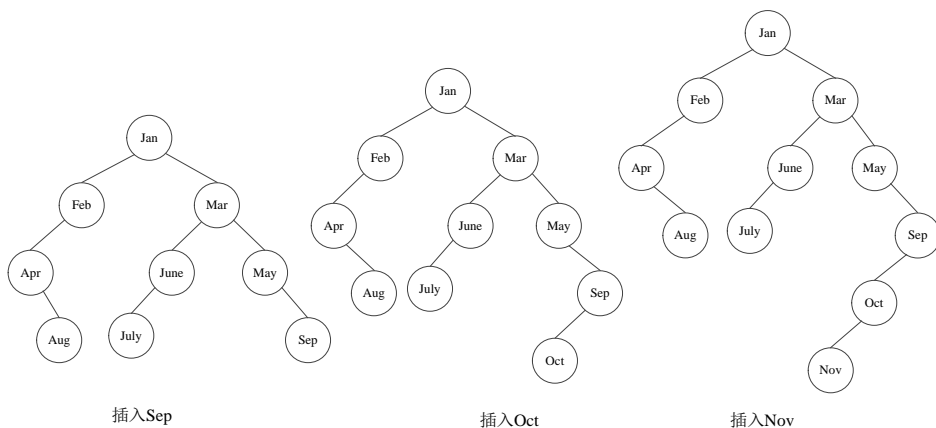 Jan
Feb
Mar
Apr
June
May
Aug
July
Sep
插入Sep
Jan
Feb
Mar
Apr
June
May
Aug
July
Sep
Oct
插入Oct
Jan
Feb
Mar
Apr
June
May
Aug
July
Sep
Oct
Nov
插入Nov